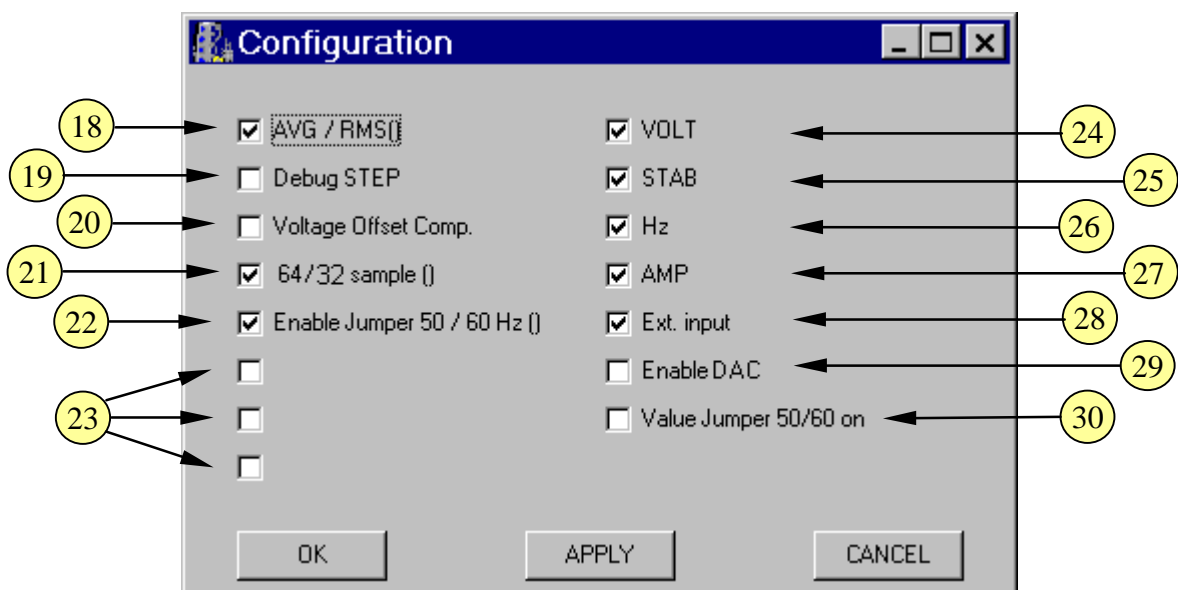 Configuration
18 AVG / RMS() VOLT 24
19 Debug STEP STAB 25
20 Voltage Offset Comp. Hz 26
21 64/32 sample () AMP 27
22 Enable Jumper 50 / 60 Hz () Ext. input 28
Enable DAC 29
23 Value Jumper 50/60 on 30
OK APPLY CANCEL